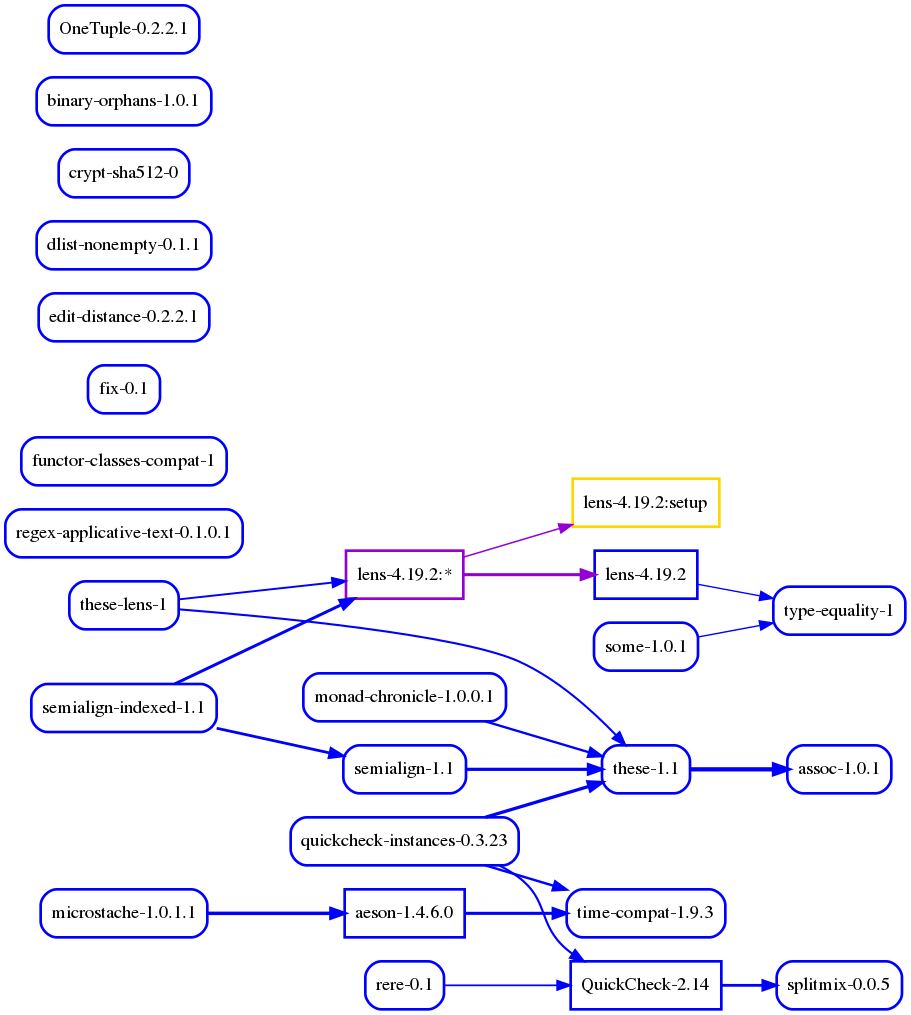 OneTuple-0.2.2.1
binary-orphans-1.0.1
crypt-sha512-0
dlist-nonempty-0.1.1
edit-distance-0.2.2.1
fix-0.1
functor-classes-compat-1
lens-4.19.2:setup
regex-applicative-text-0.1.0.1
lens-4.19.2:*
lens-4.19.2
these-lens-1
type-equality-1
some-1.0.1
monad-chronicle-1.0.0.1
semialign-indexed-1.1
semialign-1.1
these-1.1
assoc-1.0.1
quickcheck-instances-0.3.23
microstache-1.0.1.1
aeson-1.4.6.0
time-compat-1.9.3
rere-0.1
QuickCheck-2.14
splitmix-0.0.5